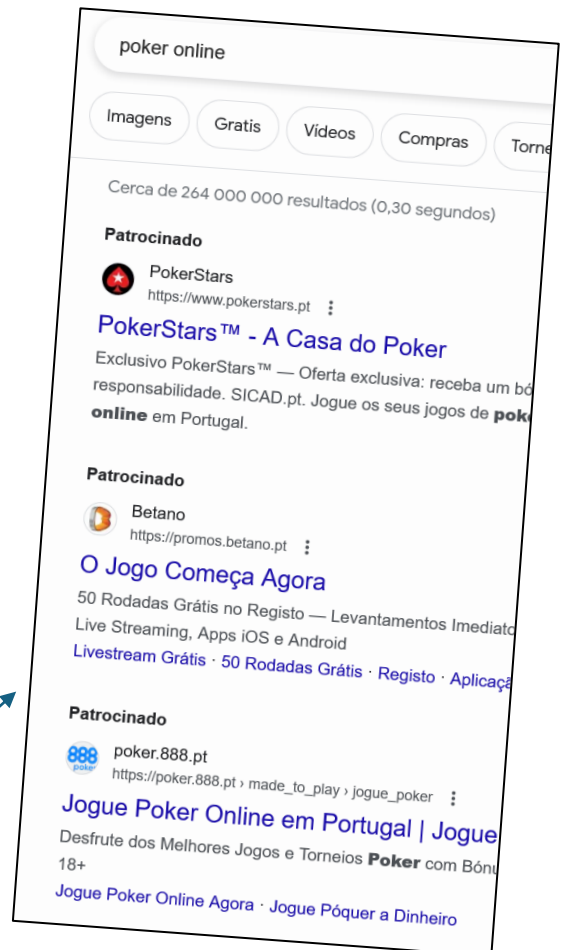 poker online
Imagens Gratis Vídeos Compras Torne
Cerca de 264 000 000 resultados (0,30 segundos)
Patrocinado
PokerStars
https://www.pokerstars.pt
PokerStars™ - A Casa do Poker
Exclusivo PokerStars™ — Oferta exclusiva: receba um bó
responsabilidade. SICAD.pt. Jogue os seus jogos de poke
online em Portugal.
Patrocinado
Betano
https://promos.betano.pt
O Jogo Começa Agora
50 Rodadas Grátis no Registo — Levantamentos Imediato
Live Streaming, Apps iOS e Android
Livestream Grátis · 50 Rodadas Grátis · Registo · Aplicaçã
Patrocinado
888
poker
poker.888.pt
https://poker.888.pt › made_to_play › jogue_poker
Jogue Poker Online em Portugal | Jogue
Desfrute dos Melhores Jogos e Torneios Poker com Bónu
18+
Jogue Poker Online Agora · Jogue Póquer a Dinheiro